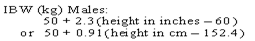 IBW (kg) Males:
50 + 2.3 (height in inches – 60)
or 50 + 0.91 (height in cm – 152.4)